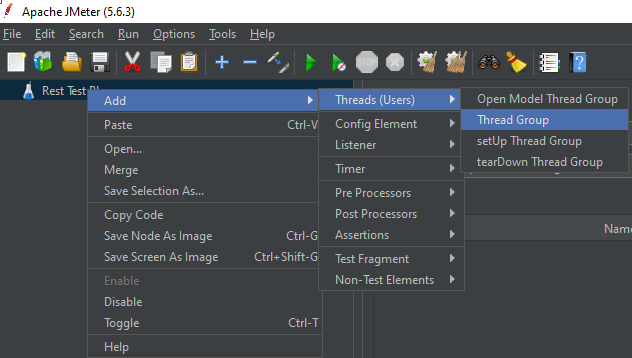 Apache JMeter (5.6.3)
File Edit Search Run Options Tools Help
Rest Test
Add
Paste Ctrl-V
Open...
Merge
Save Selection As...
Copy Code
Save Node As Image Ctrl-G
Save Screen As Image Ctrl+Shift-G
Enable
Disable
Toggle Ctrl-T
Help
Threads (Users)
Config Element
Listener
Timer
Pre Processors
Post Processors
Assertions
Test Fragment
Non-Test Elements
Open Model Thread Group
Thread Group
setUp Thread Group
tearDown Thread Group
STOP